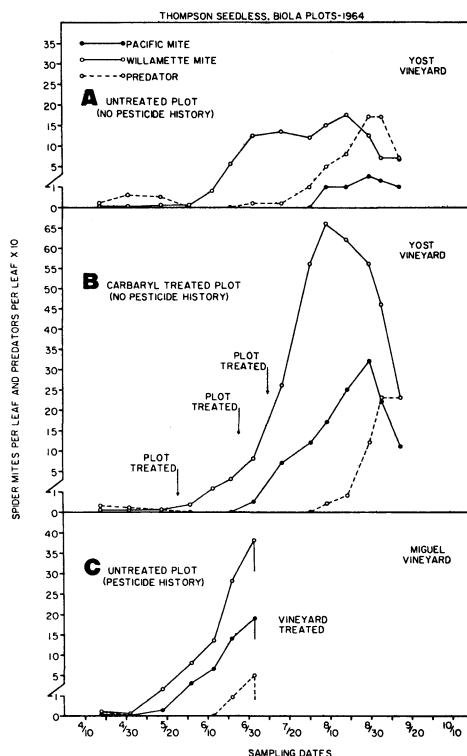 THOMPSON SEEDLESS, BIOLA PLOTS-1964
35
30
25
20
15
10
5
1
0
PACIFIC MITE
WILLAMETTE MITE
PREDATOR
A UNTREATED PLOT
(NO PESTICIDE HISTORY)
YOST
VINEYARD
65
60
55
50
45
40
35
30
25
20
15
10
5
1
0
B CARBARYL TREATED PLOT
(NO PESTICIDE HISTORY)
YOST
VINEYARD
PLOT
TREATED
PLOT
TREATED
PLOT
TREATED
SPIDER MITES PER LEAF AND PREDATORS PER LEAF X 10
40
35
30
25
20
15
10
5
1
0
C UNTREATED PLOT
(PESTICIDE HISTORY)
MIGUEL
VINEYARD
VINEYARD
TREATED
4/10 4/30 5/20 6/10 6/30 7/20 8/10 8/30 9/20 9/10
SAMPLING DATES